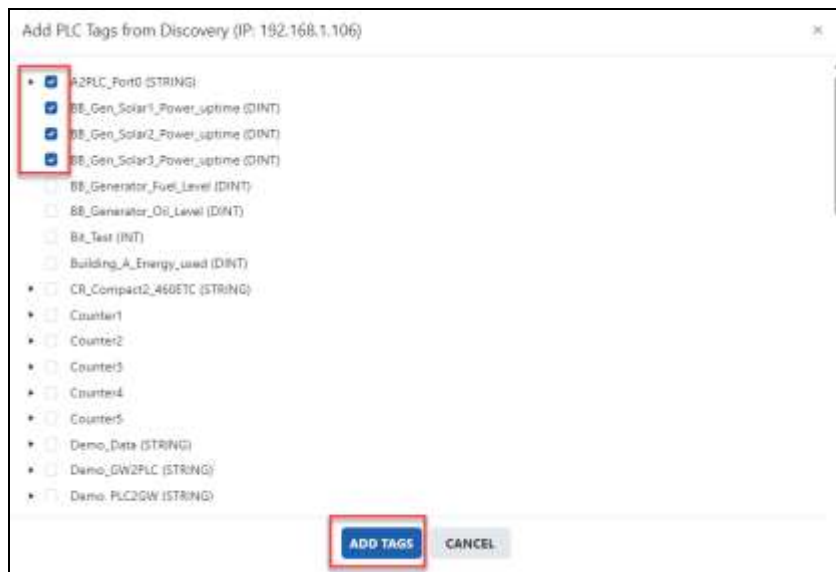 Add PLC Tags from Discovery (IP: 192.168.1.106)
A2PLC_Port0 (STRING)
BB_Gen_Solar1_Power_uptime (DINT)
BB_Gen_Solar2_Power_uptime (DINT)
BB_Gen_Solar3_Power_uptime (DINT)
BB_Generator_Fuel_Level (DINT)
BB_Generator_Oil_Level (DINT)
Bit_Test (INT)
Building_A_Energy_used (DINT)
CR_Compact2_460ETC (STRING)
Counter1
Counter2
Counter3
Counter4
Counter5
Demo_Data (STRING)
Demo_GW2PLC (STRING)
Demo_PLC2GW (STRING)
ADD TAGS CANCEL